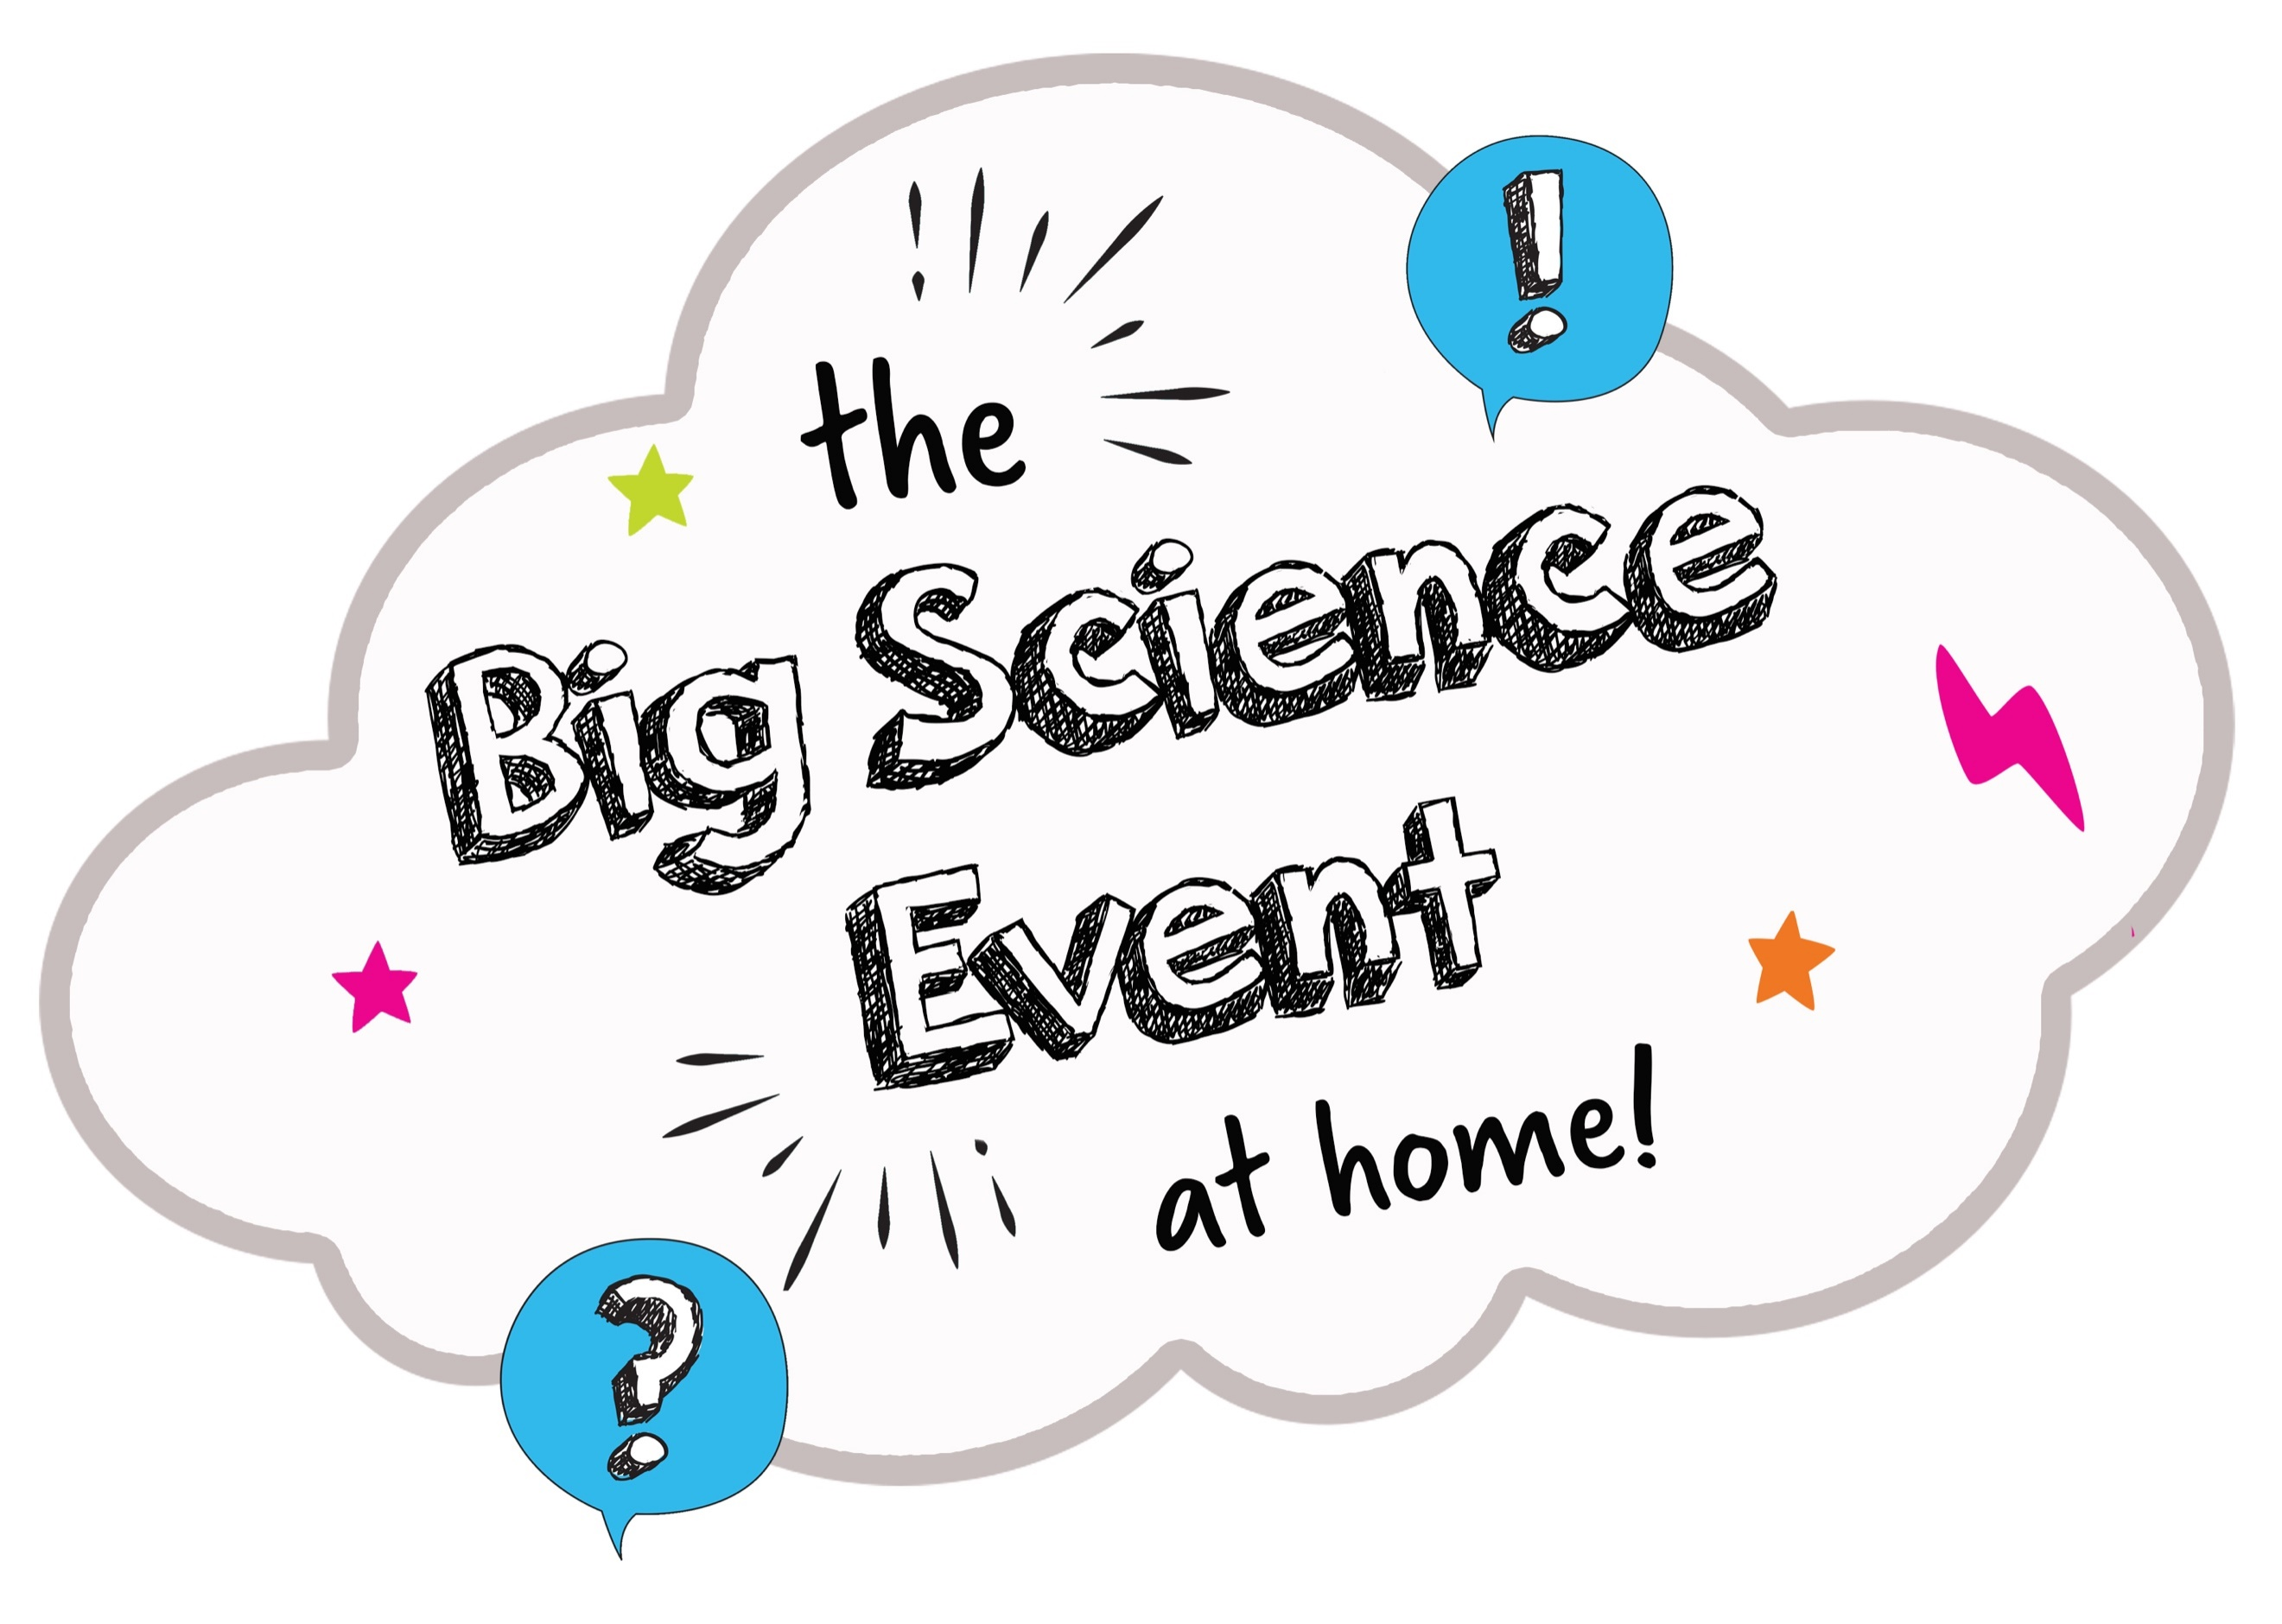 !
the
Big Science
Event
at home!
?